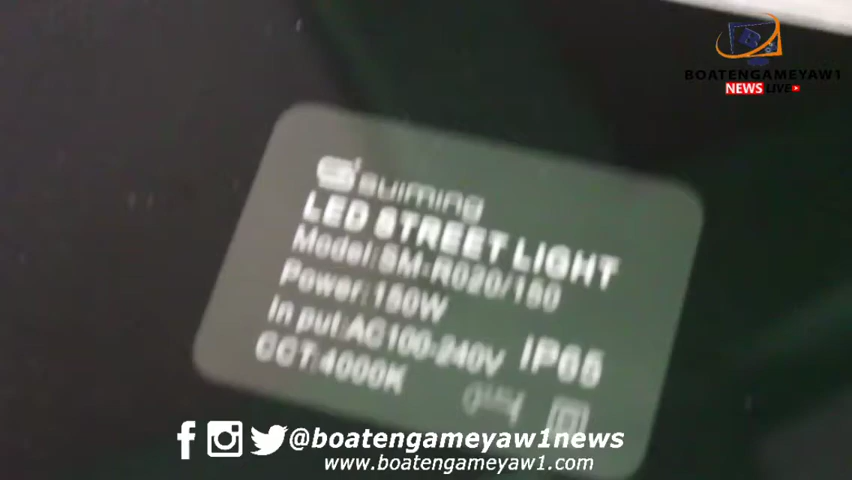 BOATENGAMEYAW1
NEWS LIVE
suiming
LED STREET LIGHT
Model:SM-R020/150
Power:150W
In put:AC100-240V
IP65
CCT:4000K
@boatengameyaw1news
www.boatengameyaw1.com